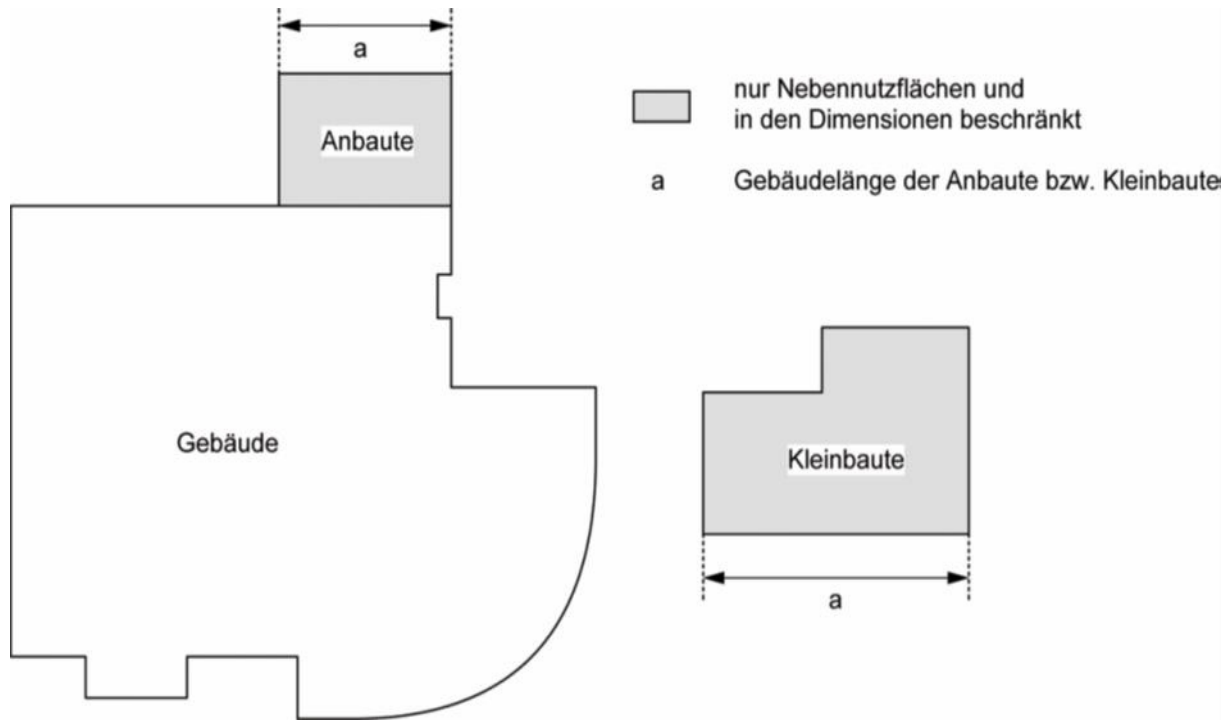 a
Anbaute
nur Nebennutzflächen und
in den Dimensionen beschränkt
a
Gebäudelänge der Anbaute bzw. Kleinbaute
Gebäude
Kleinbaute
a